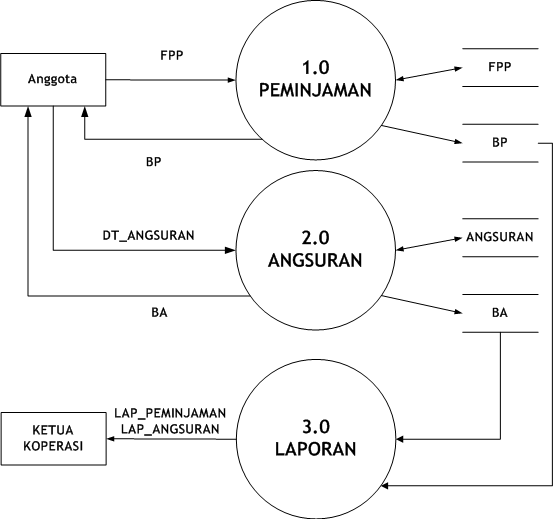 FPP
Anggota
1.0
PEMINJAMAN
FPP
BP
BP
DT_ANGSURAN
2.0
ANGSURAN
ANGSURAN
BA
BA
LAP_PEMINJAMAN
LAP_ANGSURAN
KETUA
KOPERASI
3.0
LAPORAN